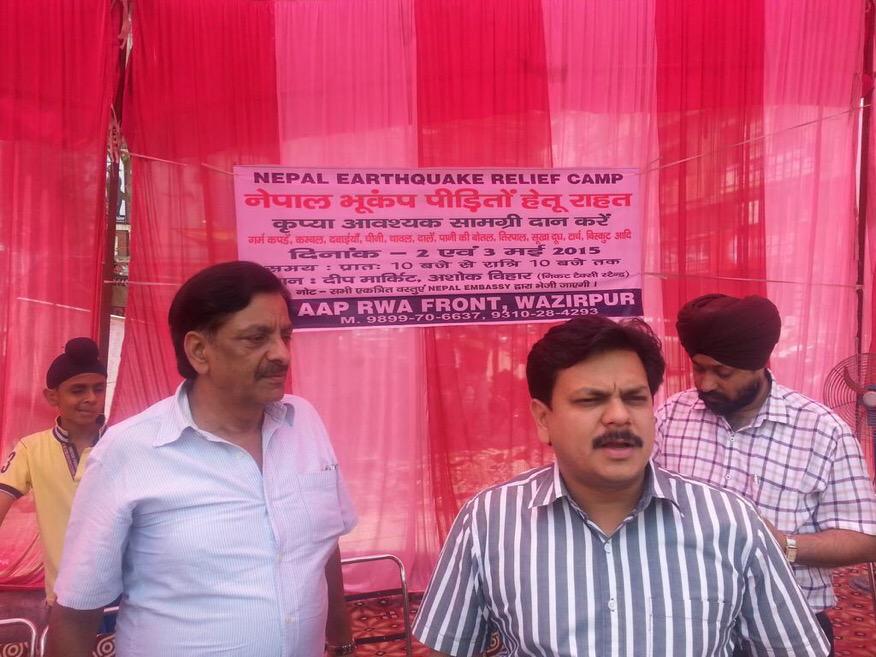 NEPAL EARTHQUAKE RELIEF CAMP
नेपाल भूकंप पीड़ितों हेतू राहत
कृप्या आवश्यक सामग्री दान करें
गर्म कपड़े, कम्बल, दवाईयाँ, चीनी, चावल, दालें, पानी की बोतल, तिरपाल, सुखा दूध, टार्च, बिस्कुट आदि
दिनांक – 2 एवं 3 मई 2015
समय : प्रातः 10 बजे से रात्रि 10 बजे तक
दीप मार्किट, अशोक विहार (निकट टैक्सी स्टैन्ड)
नोट – सभी एकत्रित वस्तुएं NEPAL EMBASSY द्वारा भेजी जाएगी ।
AAP RWA FRONT, WAZIRPUR
M. 9899-70-6637, 9310-28-4293
3